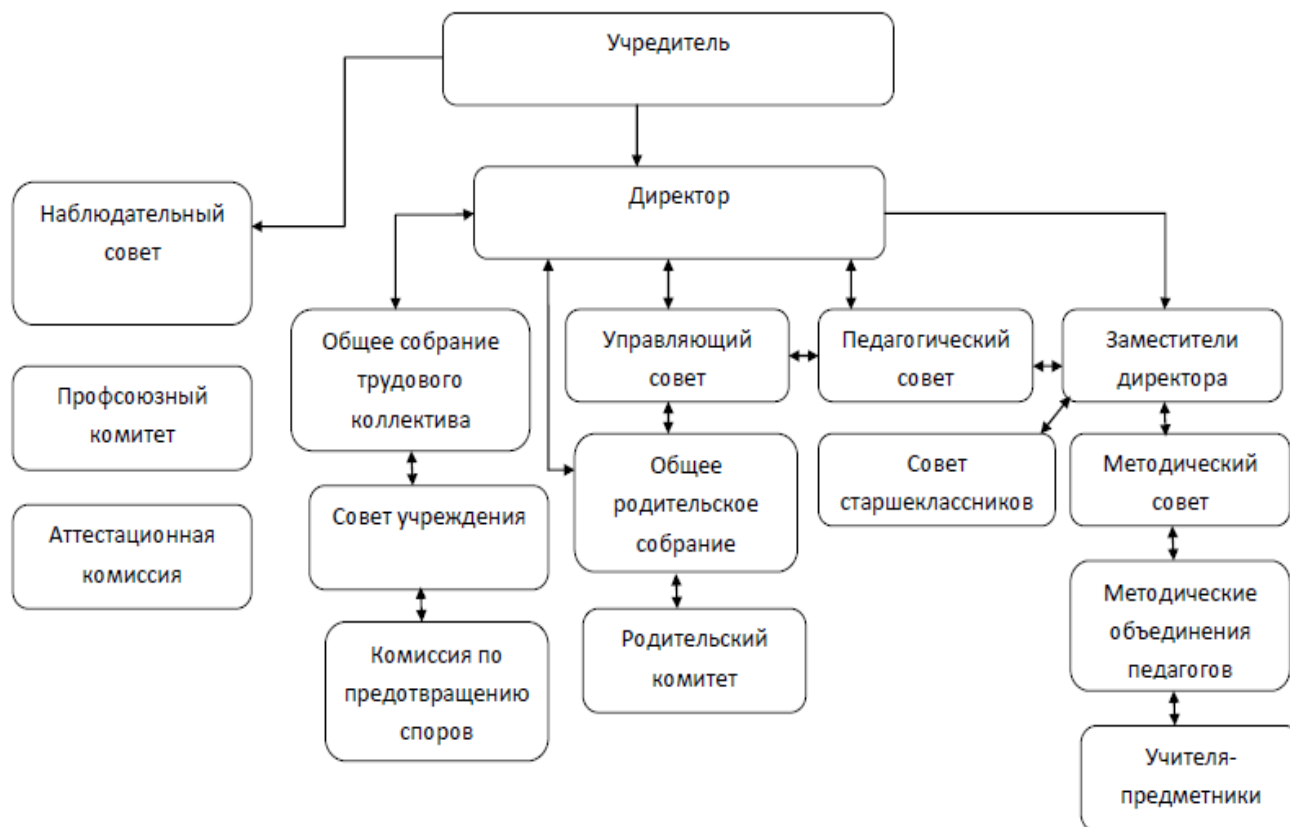 Учредитель
Директор
Наблюдательный
совет
Общее собрание
трудового
коллектива
Управляющий
совет
Педагогический
совет
Заместители
директора
Профсоюзный
комитет
Общее
родительское
собрание
Совет
старшеклассников
Методический
совет
Аттестационная
комиссия
Совет учреждения
Методические
объединения
педагогов
Комиссия по
предотвращению
споров
Родительский
комитет
Учителя-
предметники